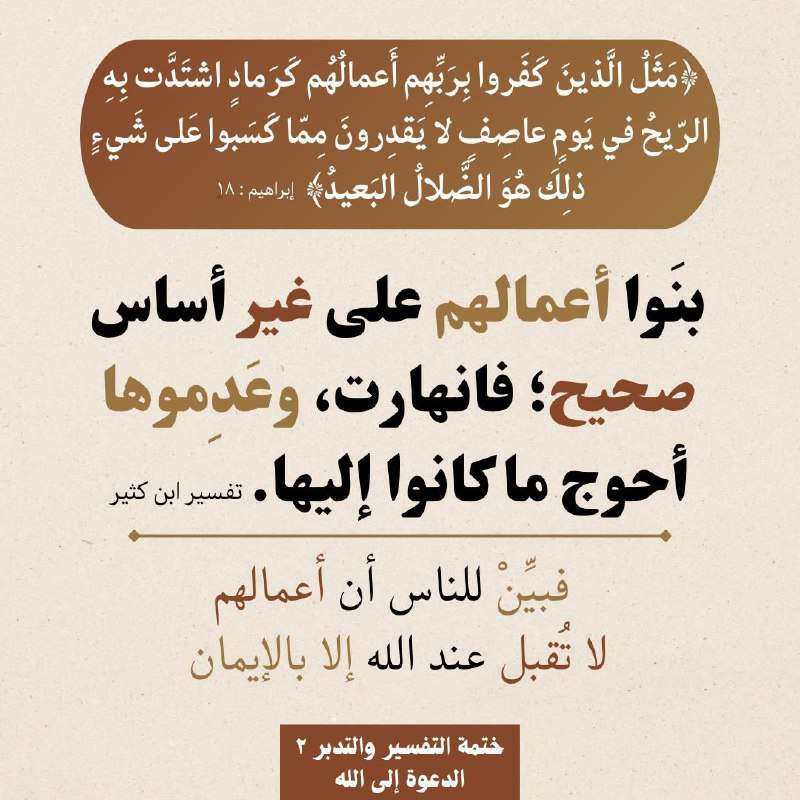 ﴿مَثَلُ الَّذينَ كَفَروا بِرَبِّهِم أَعمالُهُم كَرَمادٍ اشتَدَّت بِهِ
الرّيحُ في يَومٍ عاصِفٍ لا يَقدِرونَ مِمّا كَسَبوا عَلى شَيءٍ
ذلِكَ هُوَ الضَّلالُ البَعيدُ﴾ إبراهيم : ١٨
بنَوا أعمالهم على غير أساس
صحيح؛ فانهارت، وعَدِموها
أحوج ما كانوا إليها. تفسير ابن كثير
فبيِّنْ للناس أن أعمالهم
لا تُقبل عند الله إلا بالإيمان
ختمة التفسير والتدبر ٢
الدعوة إلى الله